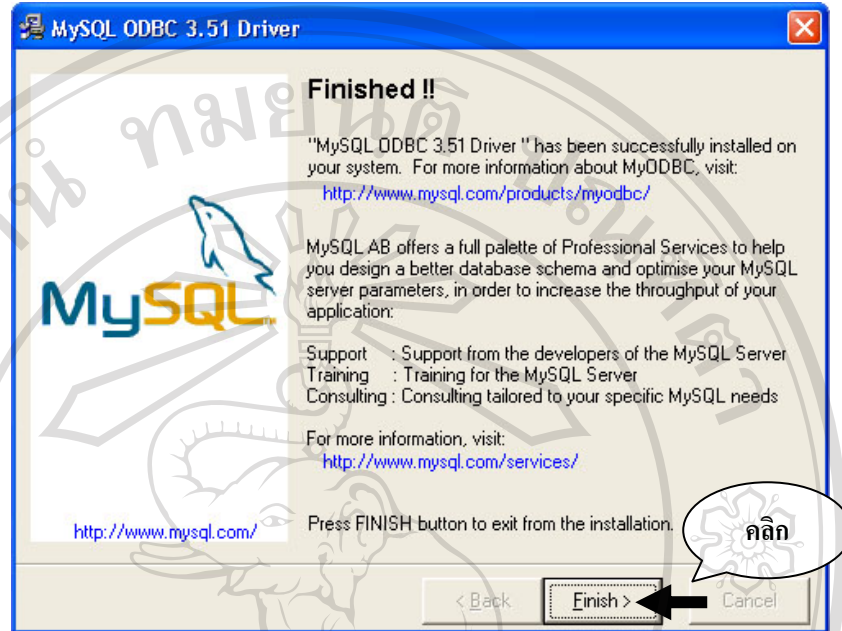 MySQL ODBC 3.51 Driver
Finished !!
"MySQL ODBC 3.51 Driver " has been successfully installed on
your system. For more information about MyODBC, visit:
http://www.mysql.com/products/myodbc/
MySQL AB offers a full palette of Professional Services to help
you design a better database schema and optimise your MySQL
server parameters, in order to increase the throughput of your
application:
Support : Support from the developers of the MySQL Server
Training : Training for the MySQL Server
Consulting : Consulting tailored to your specific MySQL needs
For more information, visit:
http://www.mysql.com/services/
Press FINISH button to exit from the installation.
MySQL
http://www.mysql.com/
คลิก
< Back
Finish >
Cancel